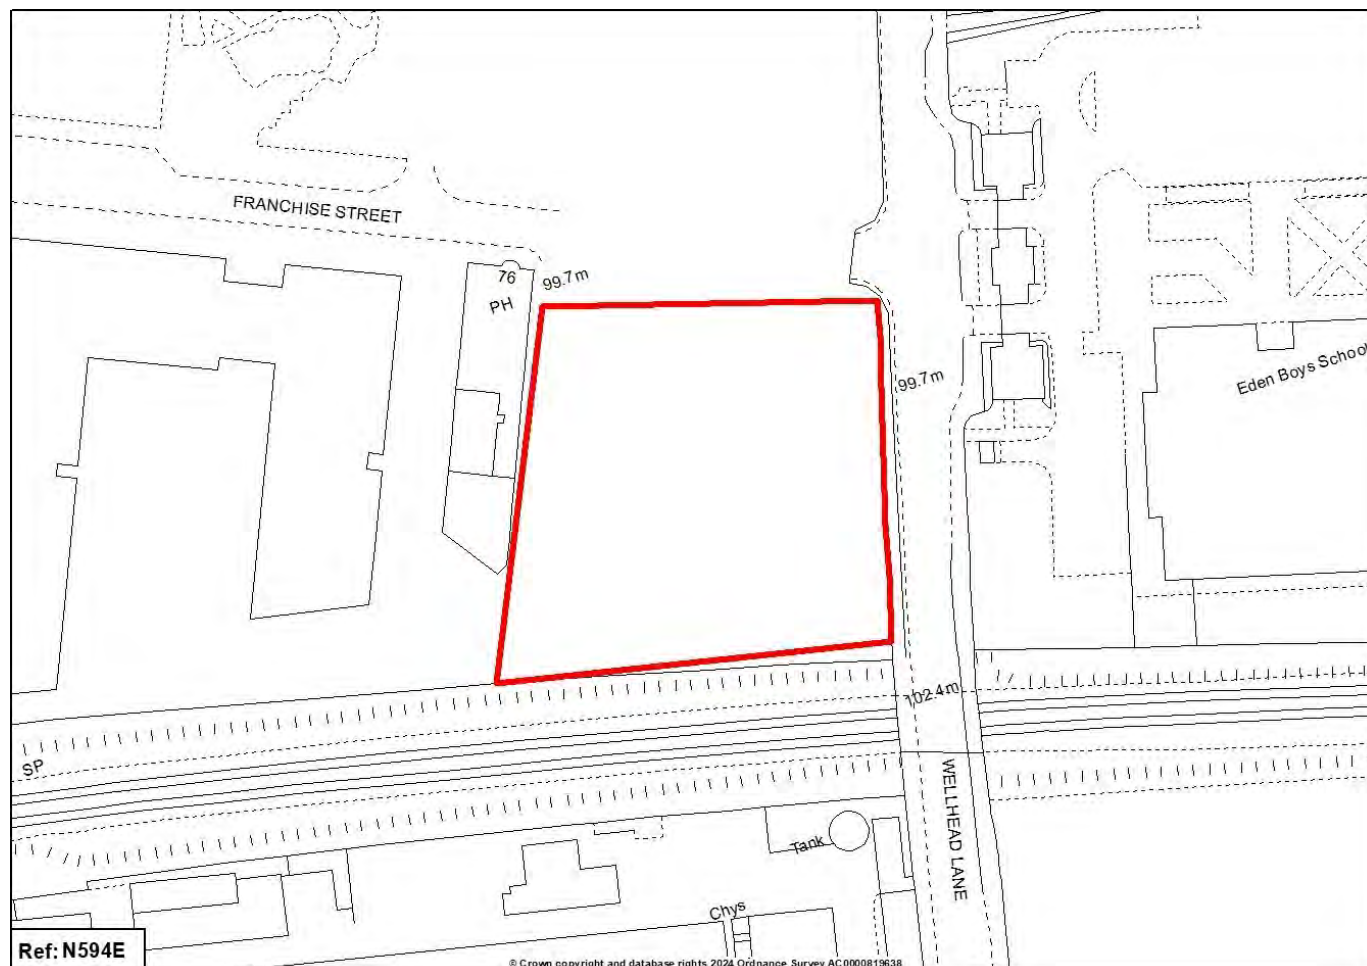 FRANCHISE STREET
76
PH
99.7m
99.7m
Eden Boys School
102.4m
SP
WELLHEAD LANE
Tank
Chys
Ref: N594E
© Crown copyright and database rights 2024 Ordnance Survey AC0000819638